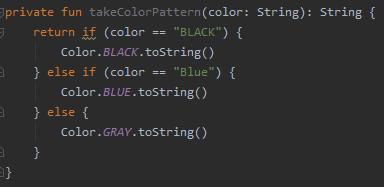 private fun takeColorPattern(color: String): String {
    return if (color == "BLACK") {
        Color.BLACK.toString()
    } else if (color == "Blue") {
        Color.BLUE.toString()
    } else {
        Color.GRAY.toString()
    }
}